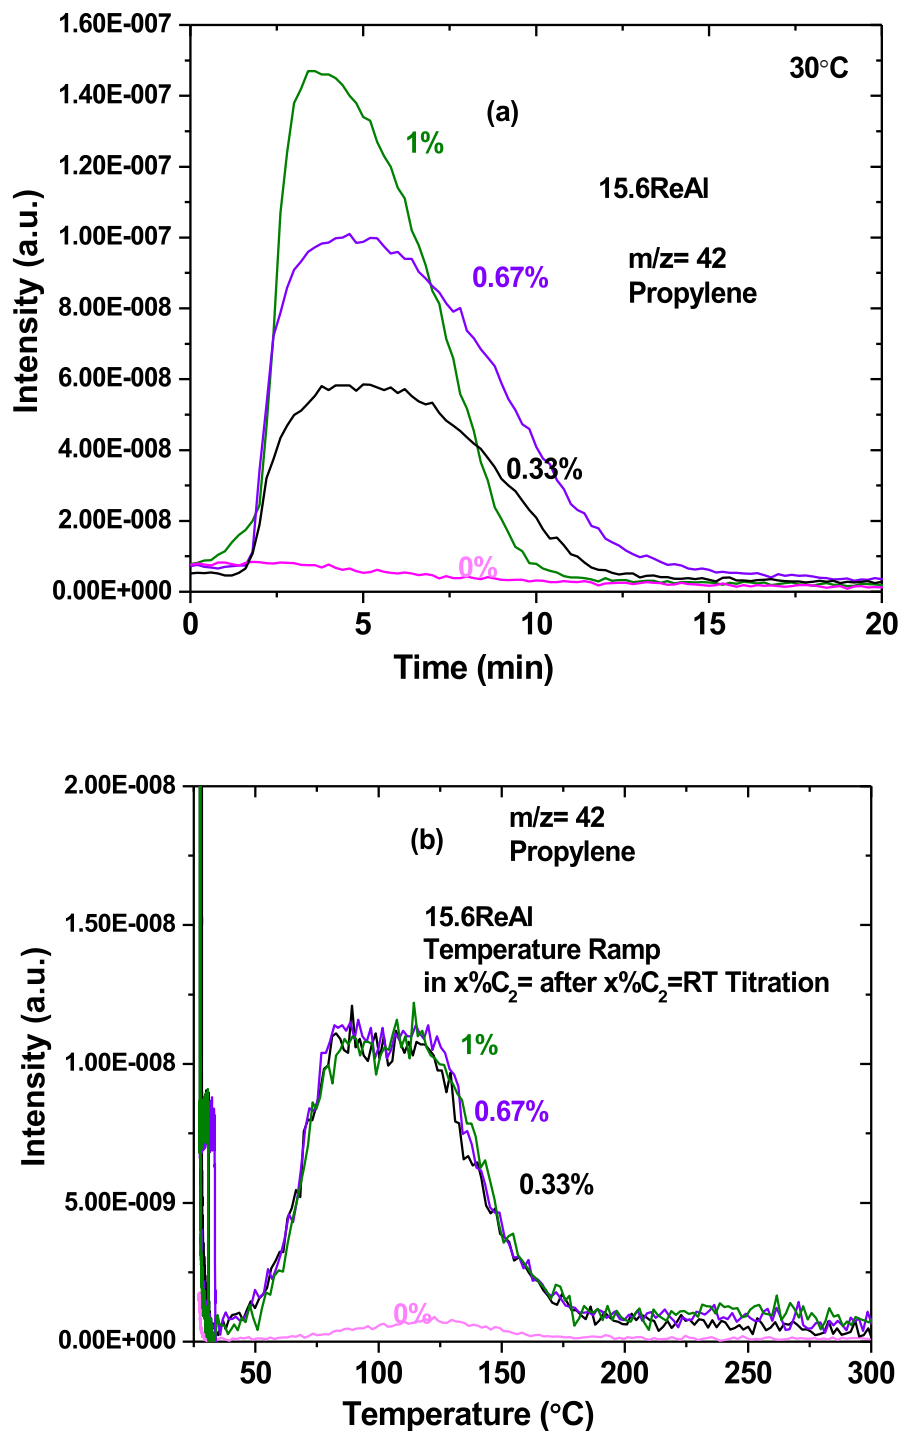 1.60E-007
30°C
1.40E-007
(a)
1%
1.20E-007
15.6ReAl
1.00E-007
m/z= 42
0.67%
Propylene
8.00E-008
Intensity (a.u.)
6.00E-008
0.33%
4.00E-008
2.00E-008
0%
0.00E+000
0 5 10 15 20
Time (min)
2.00E-008
m/z= 42
(b)
Propylene
15.6ReAl
1.50E-008
Temperature Ramp
in x%C2= after x%C2=RT Titration
Intensity (a.u.)
1.00E-008
1%
0.67%
5.00E-009
0.33%
0%
0.00E+000
50 100 150 200 250 300
Temperature (°C)